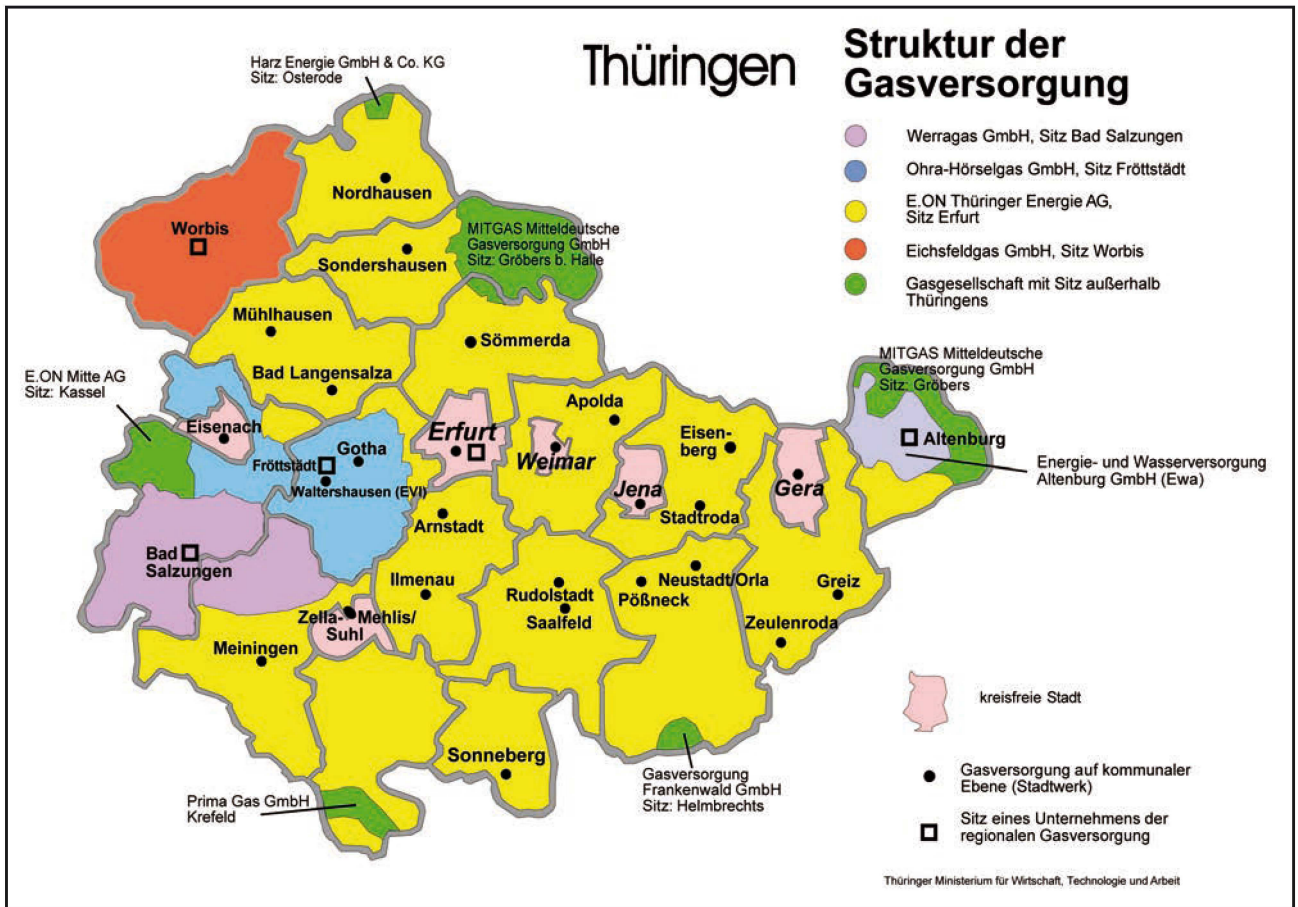 Thüringen
Struktur der
Gasversorgung
Werragas GmbH, Sitz Bad Salzungen
Ohra-Hörselgas GmbH, Sitz Fröttstädt
E.ON Thüringer Energie AG,
Sitz Erfurt
Eichsfeldgas GmbH, Sitz Worbis
Gasgesellschaft mit Sitz außerhalb
Thüringens
Harz Energie GmbH & Co. KG
Sitz: Osterode
Nordhausen
Worbis
MITGAS Mitteldeutsche
Gasversorgung GmbH
Sitz: Gröbers b. Halle
Sondershausen
Mühlhausen
Sömmerda
Bad Langensalza
E.ON Mitte AG
Sitz: Kassel
MITGAS Mitteldeutsche
Gasversorgung GmbH
Sitz: Gröbers
Apolda
Eisenach
Erfurt
Eisen-
berg
Altenburg
Gotha
Weimar
Fröttstädt
Energie- und Wasserversorgung
Altenburg GmbH (Ewa)
Waltershausen (EVI)
Jena
Gera
Arnstadt
Stadtroda
Bad
Salzungen
Ilmenau
Neustadt/Orla
Rudolstadt
Pößneck
Greiz
Saalfeld
Zella-
Mehlis/
Suhl
Zeulenroda
Meiningen
Sonneberg
kreisfreie Stadt
Gasversorgung auf kommunaler
Ebene (Stadtwerk)
Gasversorgung
Frankenwald GmbH
Sitz: Helmbrechts
Prima Gas GmbH
Krefeld
Sitz eines Unternehmens der
regionalen Gasversorgung
Thüringer Ministerium für Wirtschaft, Technologie und Arbeit